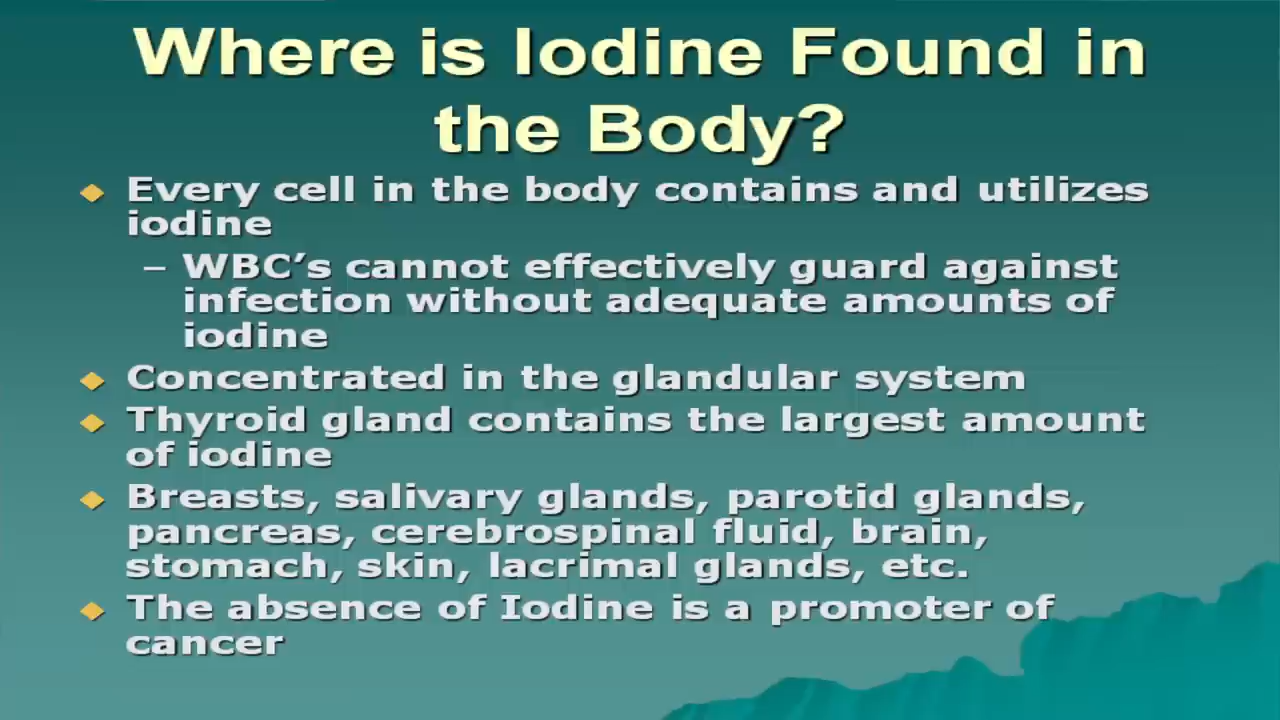 Where is Iodine Found in
the Body?
Every cell in the body contains and utilizes
iodine
– WBC’s cannot effectively guard against
infection without adequate amounts of
iodine
Concentrated in the glandular system
Thyroid gland contains the largest amount
of iodine
Breasts, salivary glands, parotid glands,
pancreas, cerebrospinal fluid, brain,
stomach, skin, lacrimal glands, etc.
The absence of Iodine is a promoter of
cancer